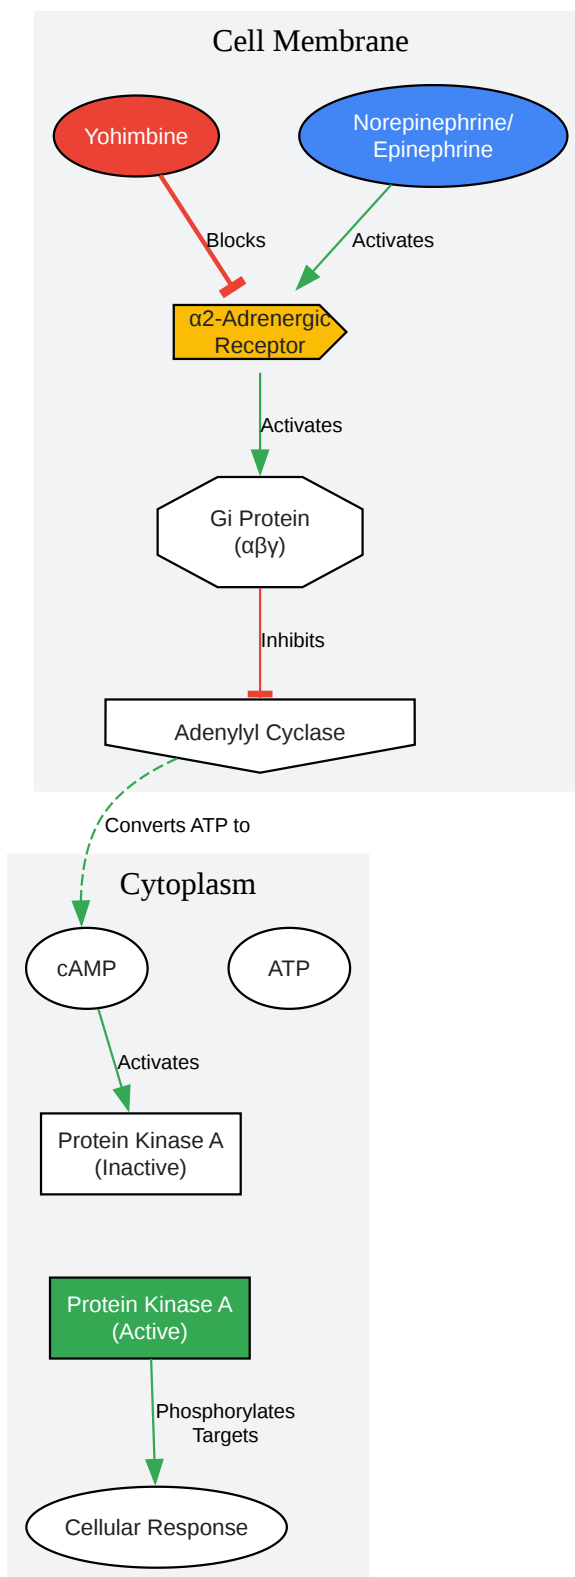 Cell Membrane
Yohimbine
Norepinephrine/
Epinephrine
Blocks
Activates
α2-Adrenergic
Receptor
Activates
Gi Protein
(αβγ)
Inhibits
Adenylyl Cyclase
Converts ATP to
Cytoplasm
cAMP
ATP
Activates
Protein Kinase A
(Inactive)
Protein Kinase A
(Active)
Phosphorylates
Targets
Cellular Response